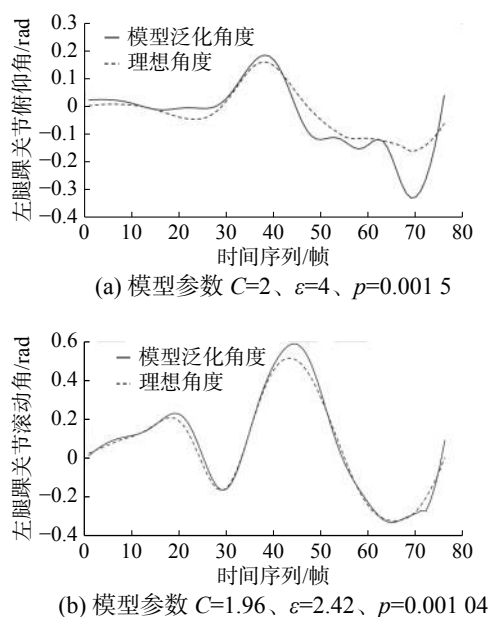 0.3
0.2
0.1
0
−0.1
−0.2
−0.3
−0.4
左腿踝关节俯仰角/rad
模型泛化角度
理想角度
0 10 20 30 40 50 60 70 80
时间序列/帧
(a) 模型参数 C=2、ε=4、p=0.001 5
0.6
0.4
0.2
0
−0.2
−0.4
左腿踝关节滚动角/rad
模型泛化角度
理想角度
0 10 20 30 40 50 60 70 80
时间序列/帧
(b) 模型参数 C=1.96、ε=2.42、p=0.001 04